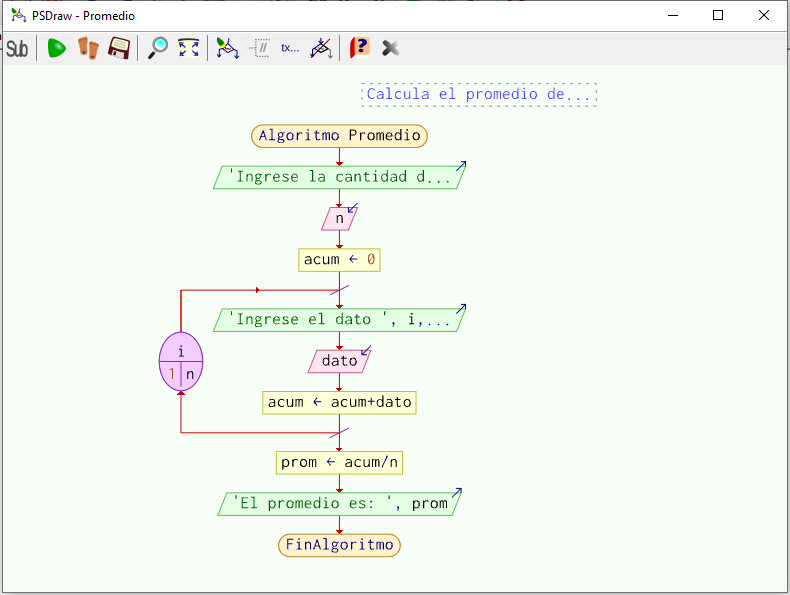 PSDraw - Promedio
Sub
tx...
Calcula el promedio de...
Algoritmo Promedio
'Ingrese la cantidad d...
n
acum ← 0
'Ingrese el dato ', i,...
i
1 n
dato
acum ← acum+dato
prom ← acum/n
'El promedio es: ', prom
FinAlgoritmo